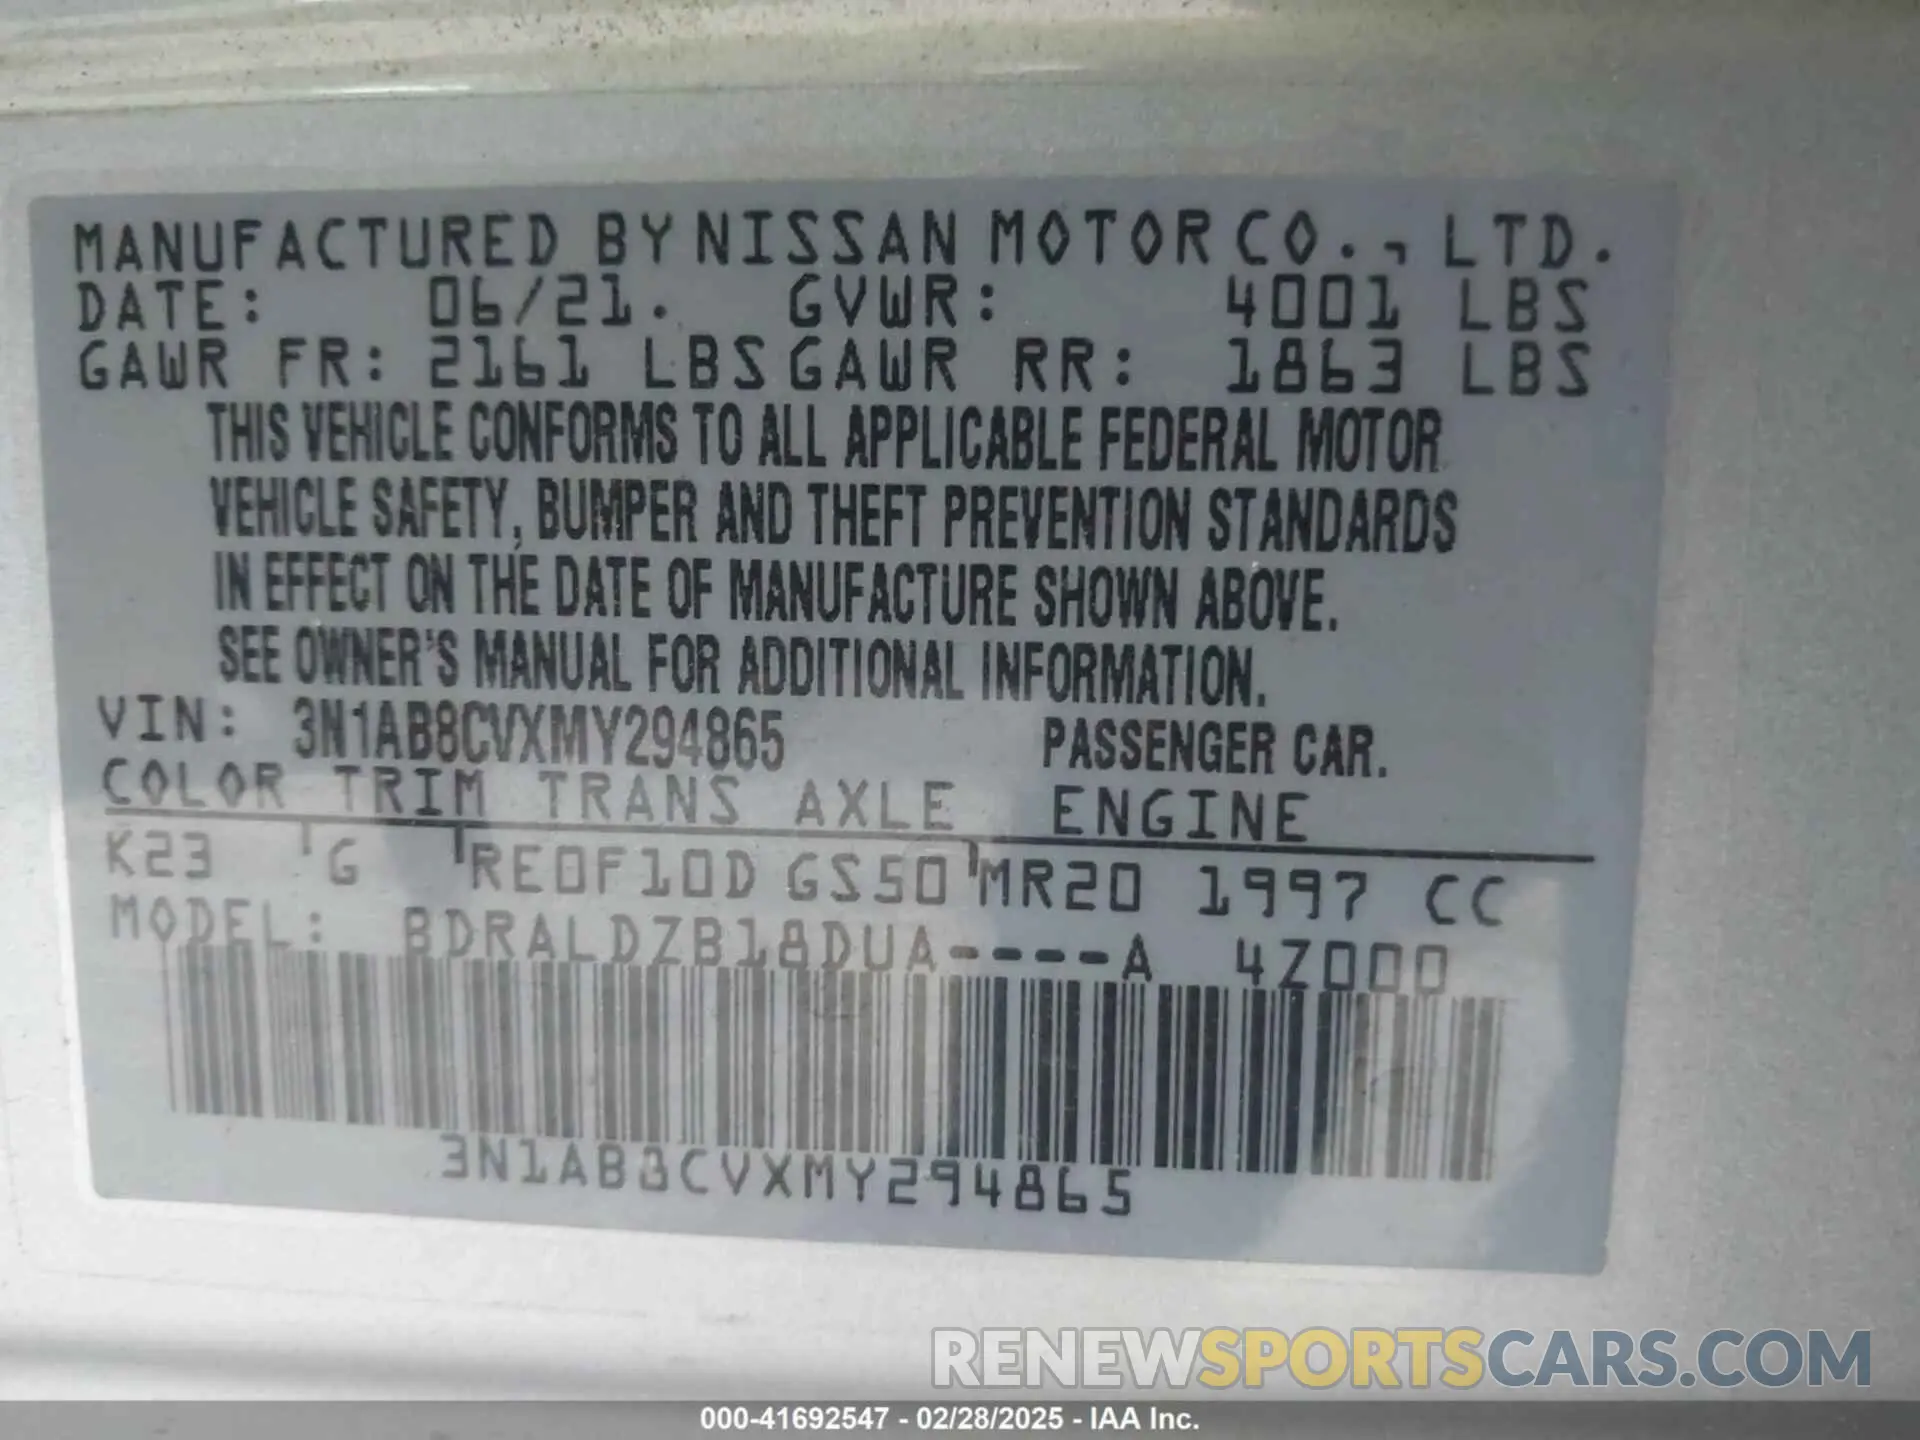 MANUFACTURED BY NISSAN MOTOR CO., LTD.
DATE: 06/21. GVWR: 4001 LBS
GAWR FR: 2161 LBS GAWR RR: 1863 LBS
THIS VEHICLE CONFORMS TO ALL APPLICABLE FEDERAL MOTOR
VEHICLE SAFETY, BUMPER AND THEFT PREVENTION STANDARDS
IN EFFECT ON THE DATE OF MANUFACTURE SHOWN ABOVE.
SEE OWNER'S MANUAL FOR ADDITIONAL INFORMATION.
VIN: 3N1AB8CVXMY294865 PASSENGER CAR.
COLOR TRIM TRANS AXLE ENGINE
K23 G RE0F10D GS50 MR20 1997 CC
MODEL: BDRALDZB18DUA----A 4Z000
3N1AB8CVXMY294865
RENEWSPORTSCARS.COM
000-41692547 - 02/28/2025 - IAA Inc.